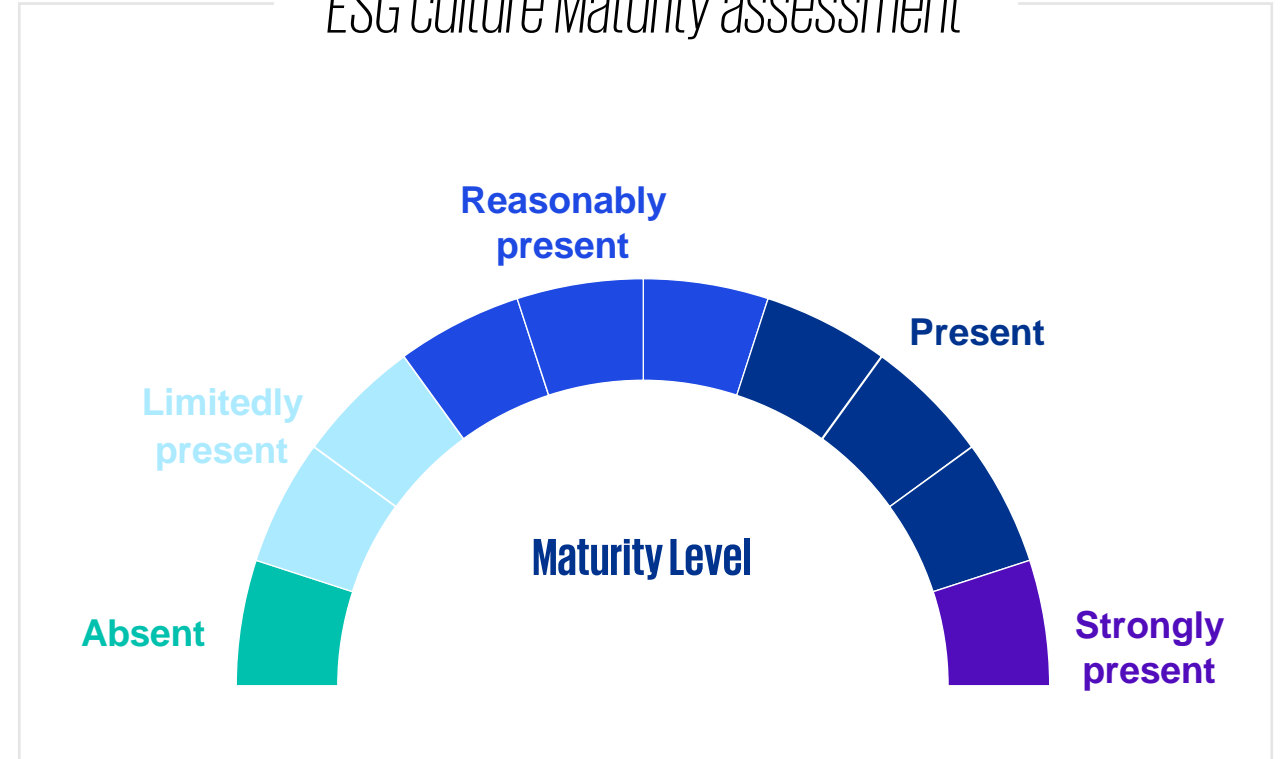 ESG culture Maturity assessment
Reasonably
present
Present
Limitedly
present
Maturity Level
Absent
Strongly
present